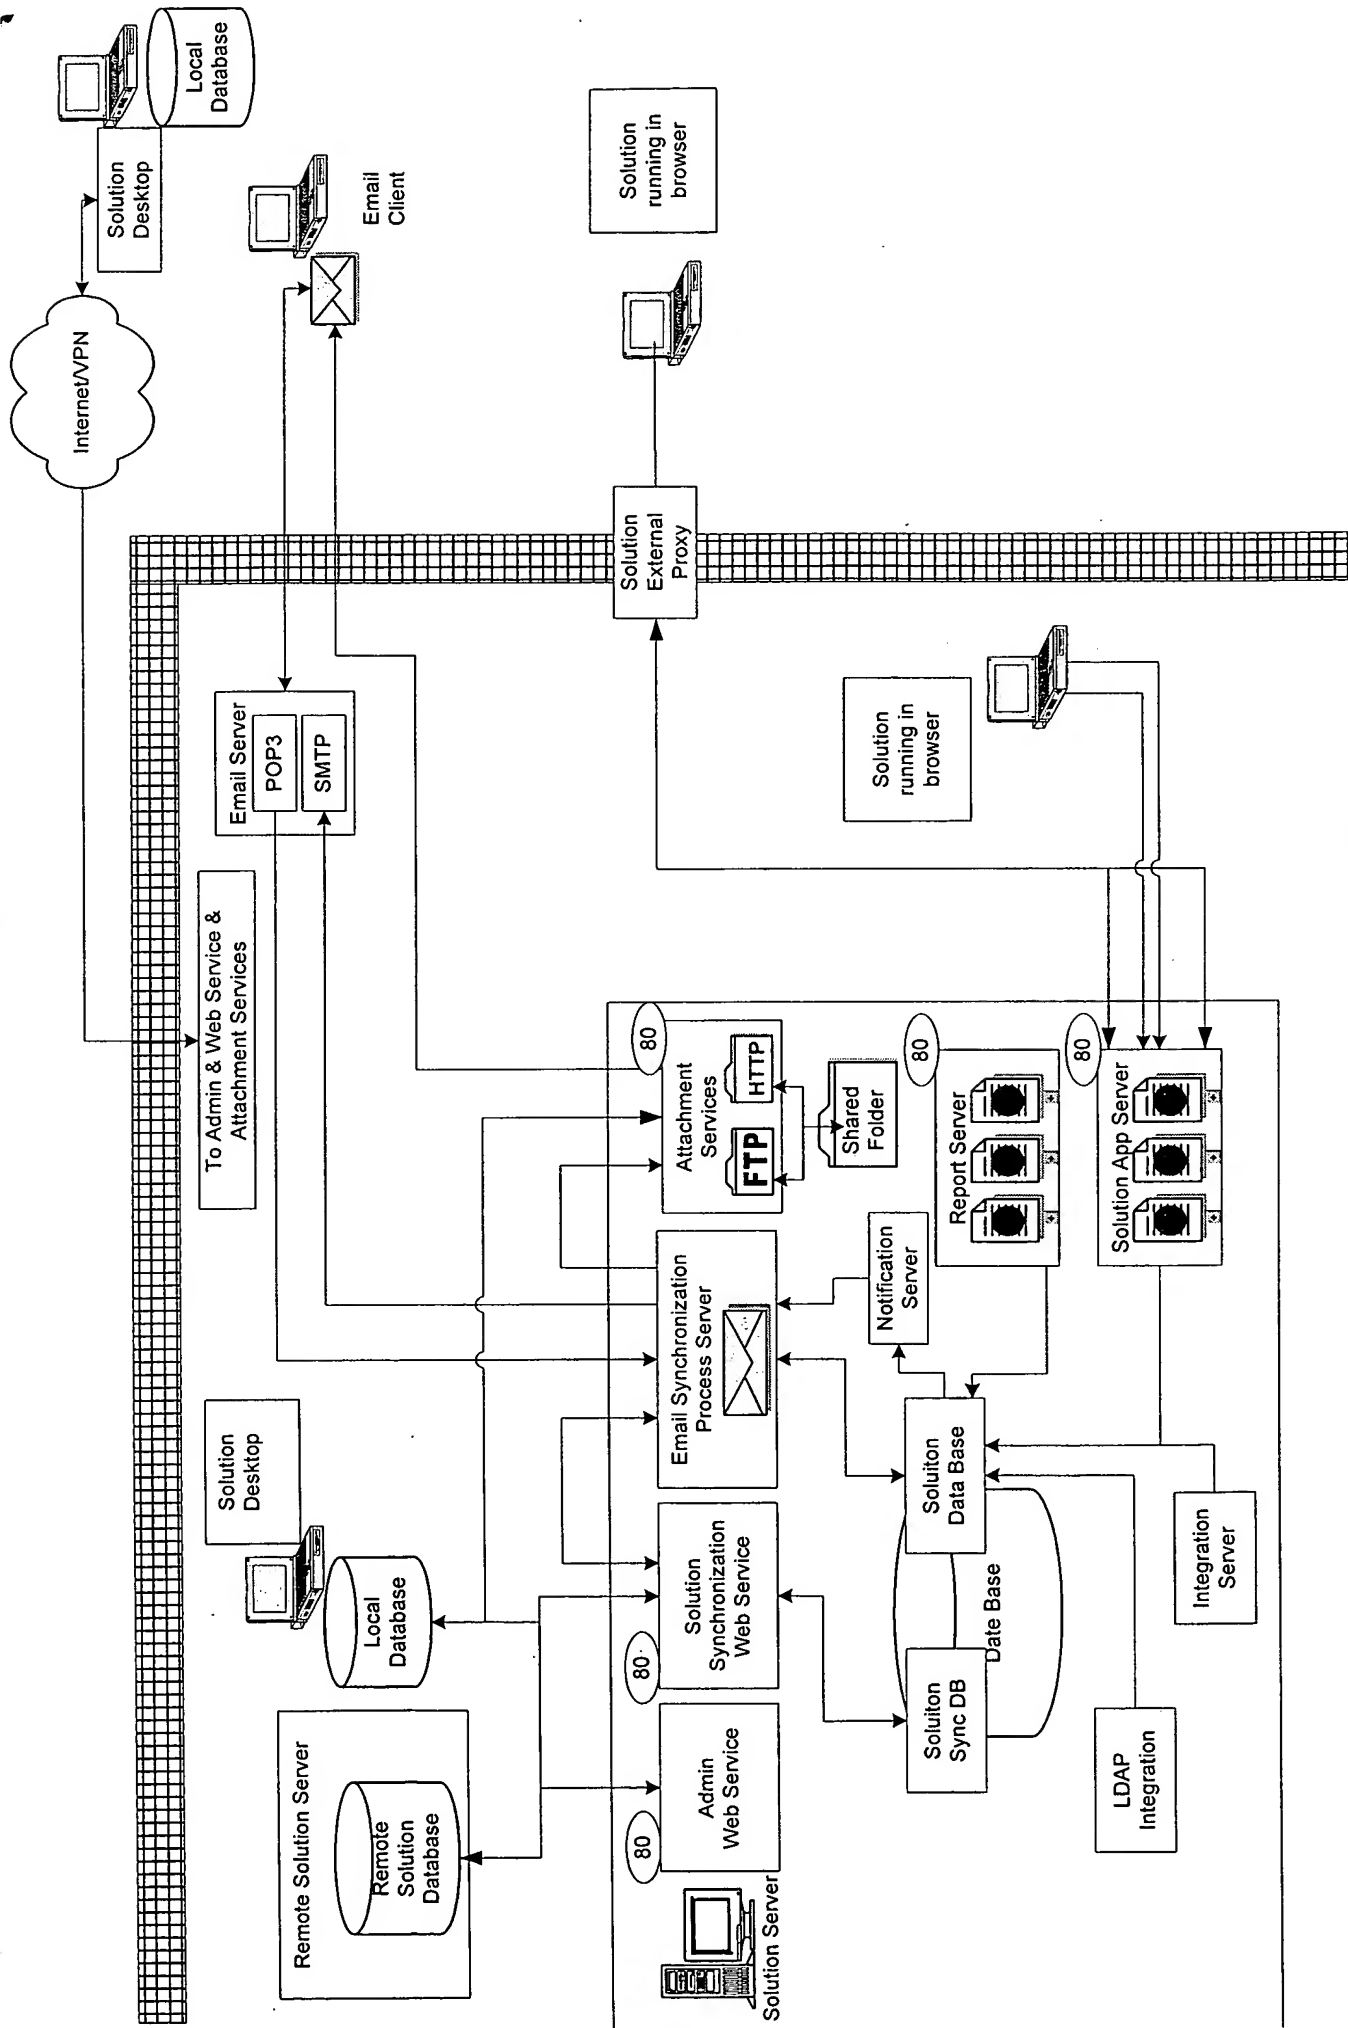 Internet/VPN
Solution
Desktop
Local
Database
Remote Solution Server
Remote
Solution
Database
Solution
Desktop
Local
Database
To Admin & Web Service &
Attachment Services
Email Server
POP3
SMTP
Email
Client
Solution Server
80
Admin
Web Service
80
Solution
Synchronization
Web Service
Email Synchronization
Process Server
80
Attachment
Services
FTP
HTTP
Shared
Folder
Solution
External
Proxy
Solution
running in
browser
Soluiton
Sync DB
Date Base
Soluiton
Data Base
Notification
Server
80
Report Server
80
Solution App Server
Solution
running in
browser
LDAP
Integration
Integration
Server